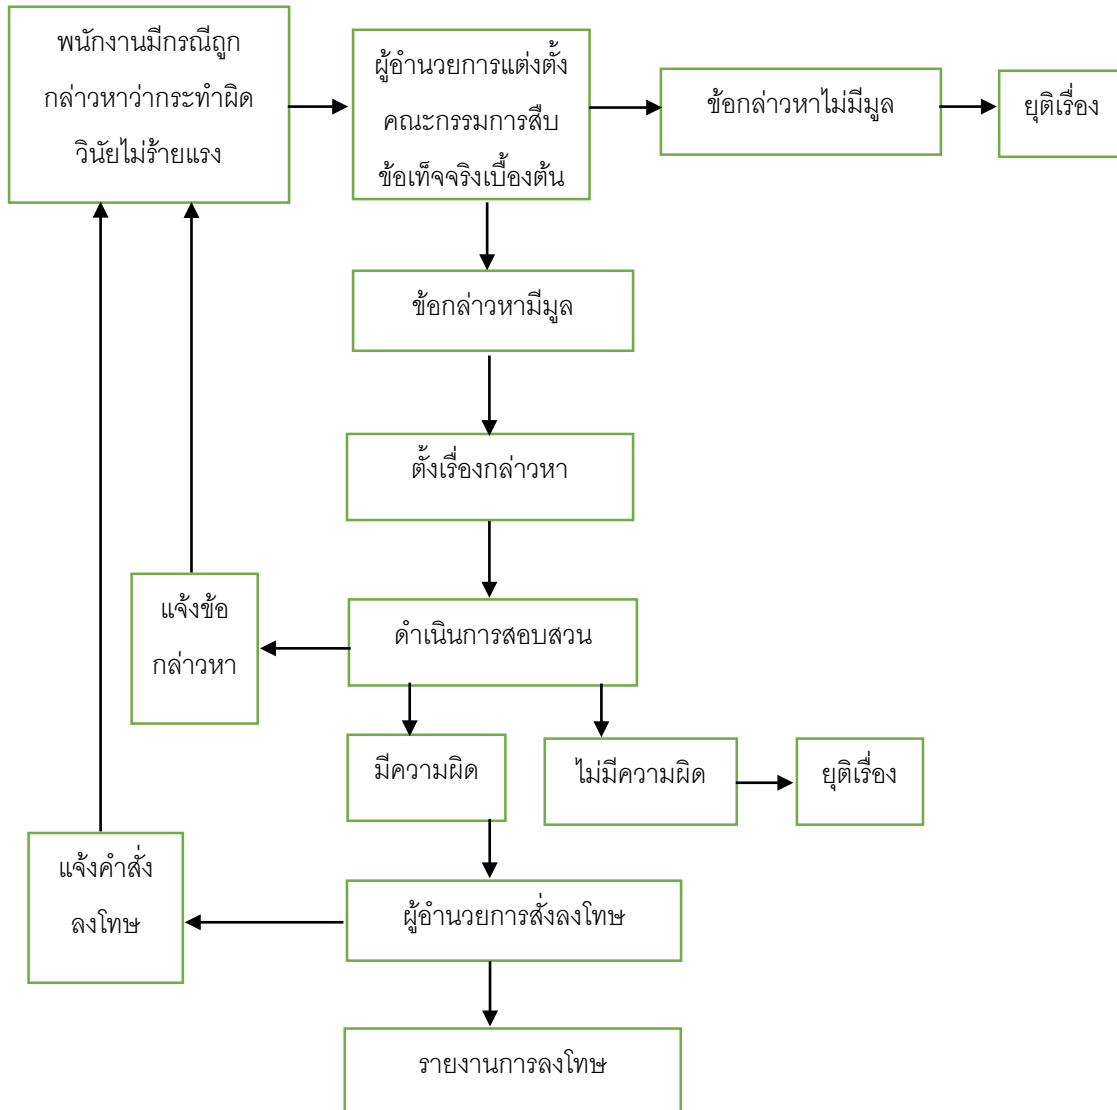 พนักงานมีกรณีถูก
กล่าวหาว่ากระทำผิด
วินัยไม่ร้ายแรง
ผู้อำนวยการแต่งตั้ง
คณะกรรมการสืบ
ข้อเท็จจริงเบื้องต้น
ข้อกล่าวหาไม่มีมูล
ยุติเรื่อง
ข้อกล่าวหามีมูล
ตั้งเรื่องกล่าวหา
แจ้งข้อ
กล่าวหา
ดำเนินการสอบสวน
มีความผิด
ไม่มีความผิด
ยุติเรื่อง
แจ้งคำสั่ง
ลงโทษ
ผู้อำนวยการสั่งลงโทษ
รายงานการลงโทษ